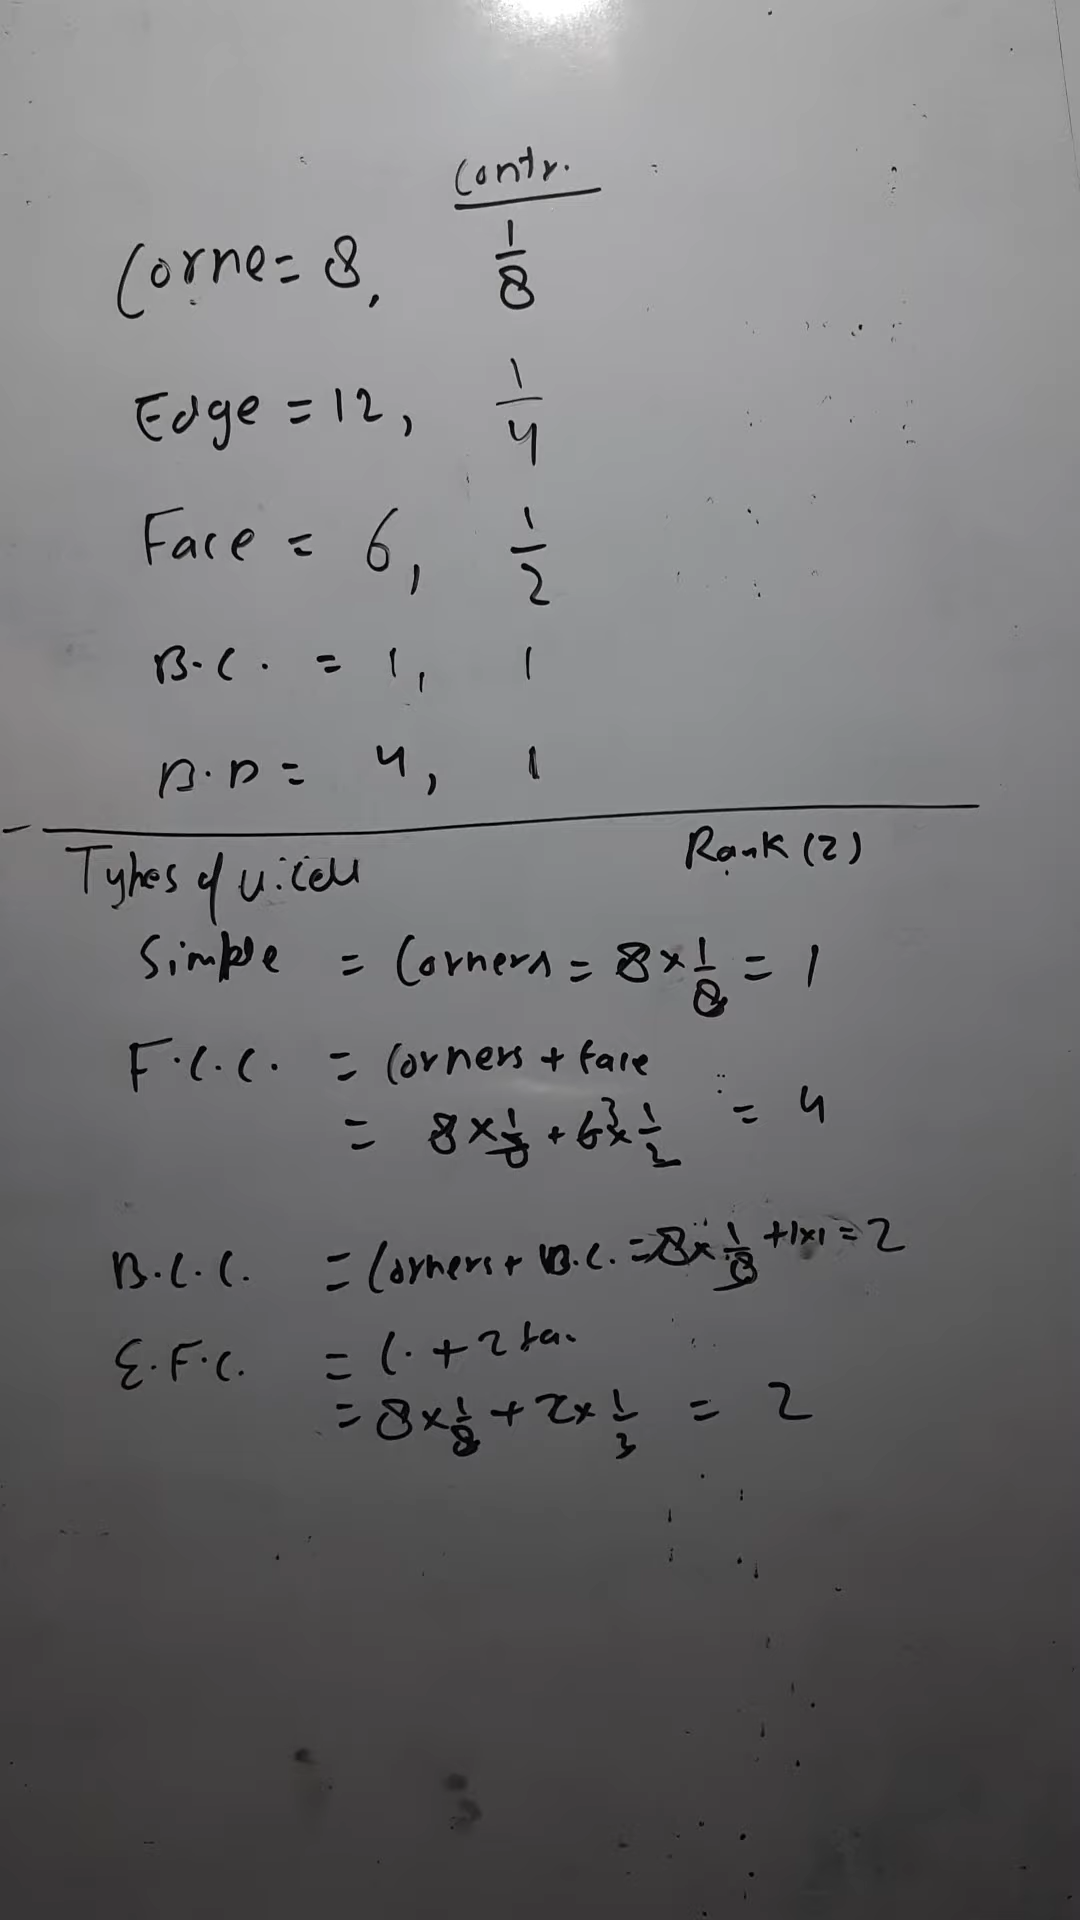 Contr.
Corne = 8, 1/8
Edge = 12, 1/4
Face = 6, 1/2
B.C. = 1, 1
B.D = 4, 1
Types of u.cell Rank (z)
Simple = Corners = 8 × 1/8 = 1
F.C.C. = Corners + face
= 8 × 1/8 + 6 3 × 1/2 = 4
B.C.C. = Corners + B.C. = 8 × 1/8 + 1×1 = 2
E.F.C. = C. + 2 fa.
= 8 × 1/8 + 2 × 1/2 = 2